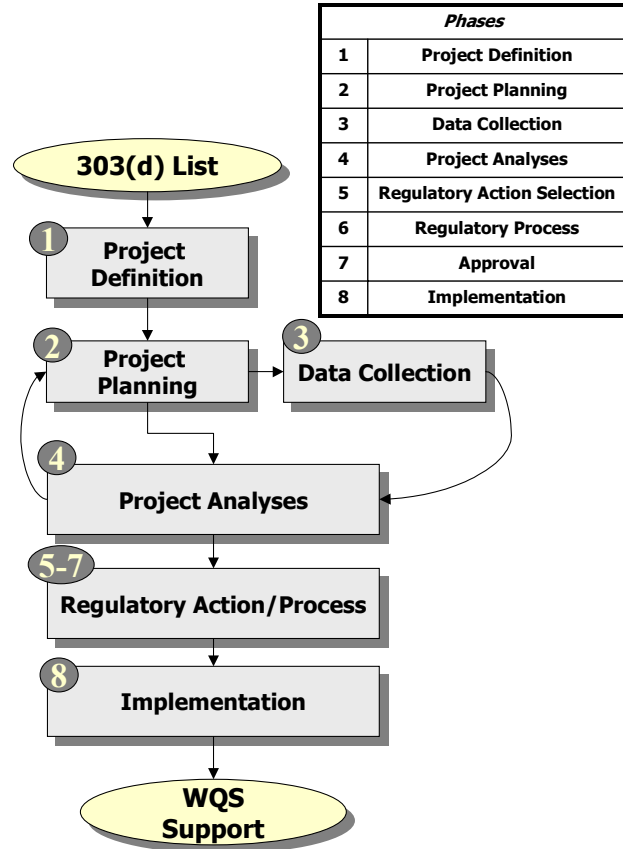 Phases
1 Project Definition
2 Project Planning
3 Data Collection
4 Project Analyses
5 Regulatory Action Selection
6 Regulatory Process
7 Approval
8 Implementation
303(d) List
1
Project
Definition
2
Project
Planning
3
Data Collection
4
Project Analyses
5-7
Regulatory Action/Process
8
Implementation
WQS
Support